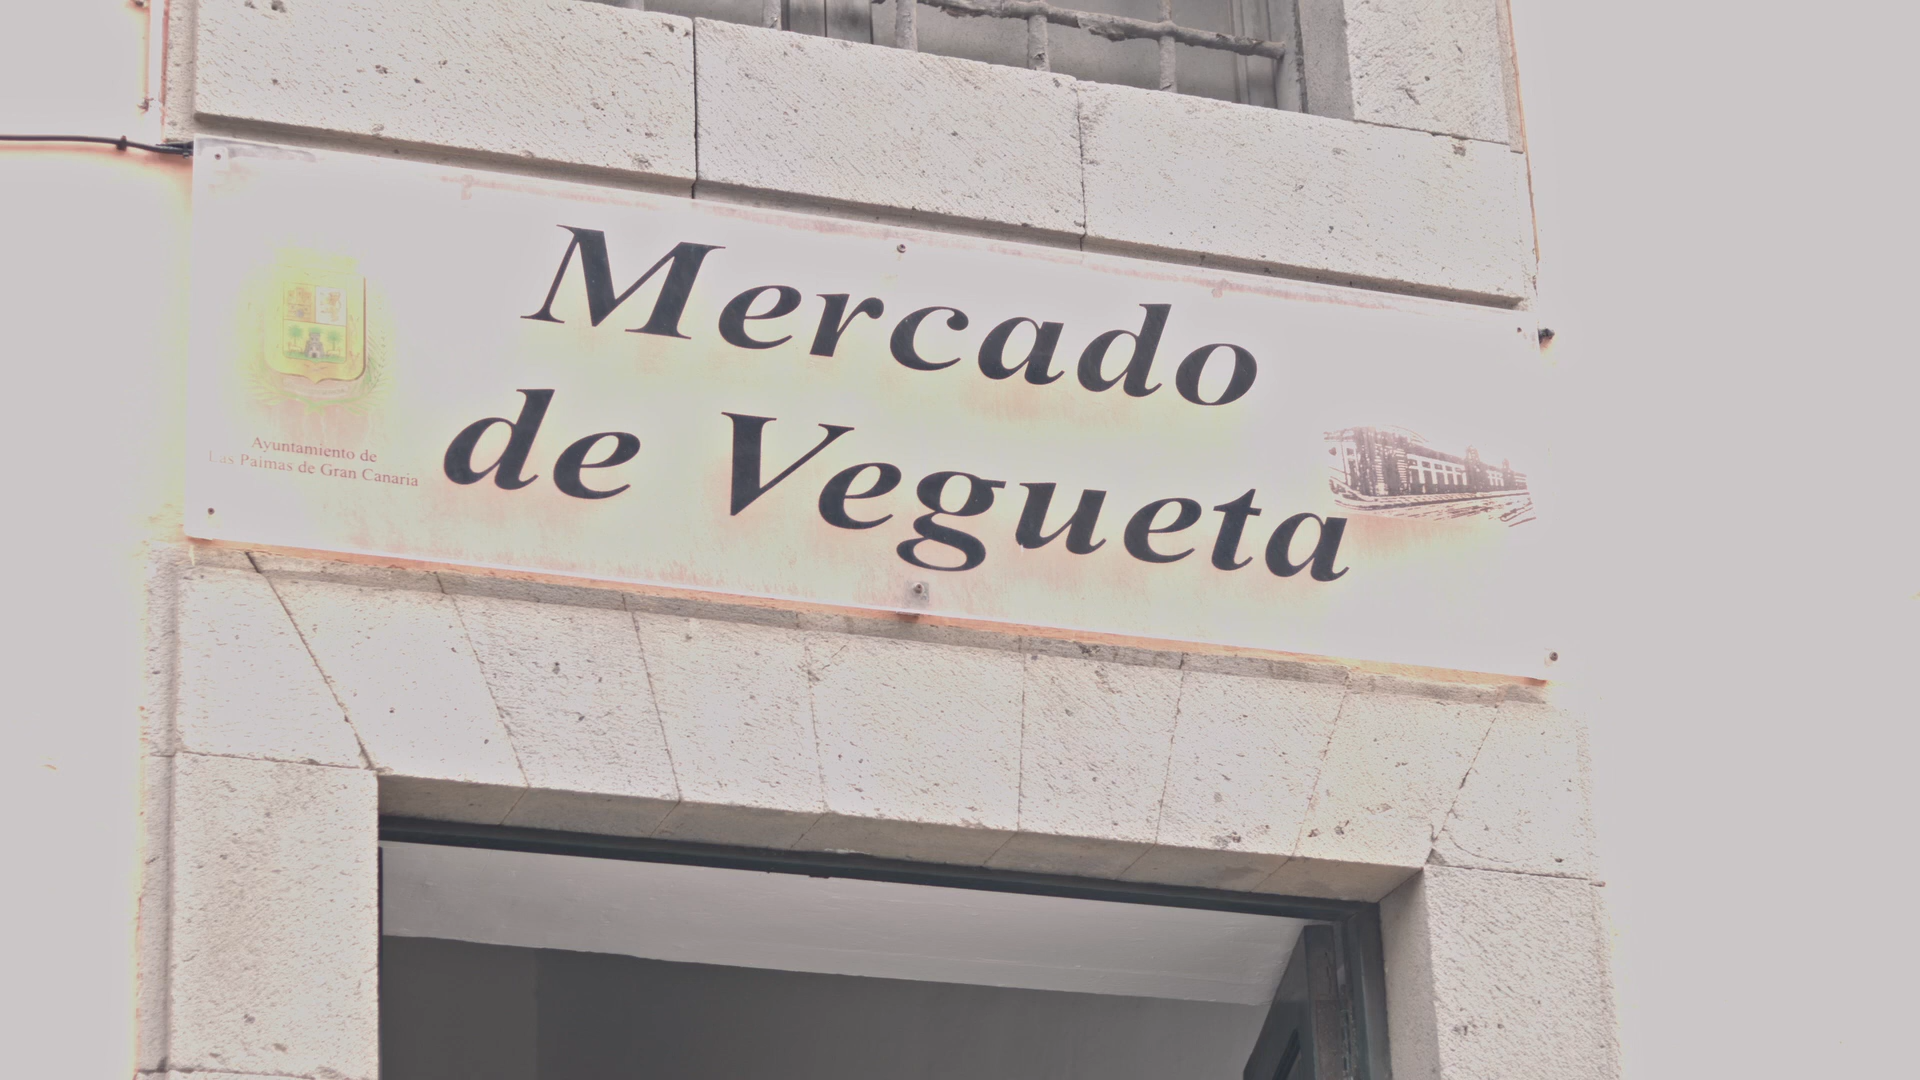 Mercado
de Vegueta
Ayuntamiento de
Las Palmas de Gran Canaria